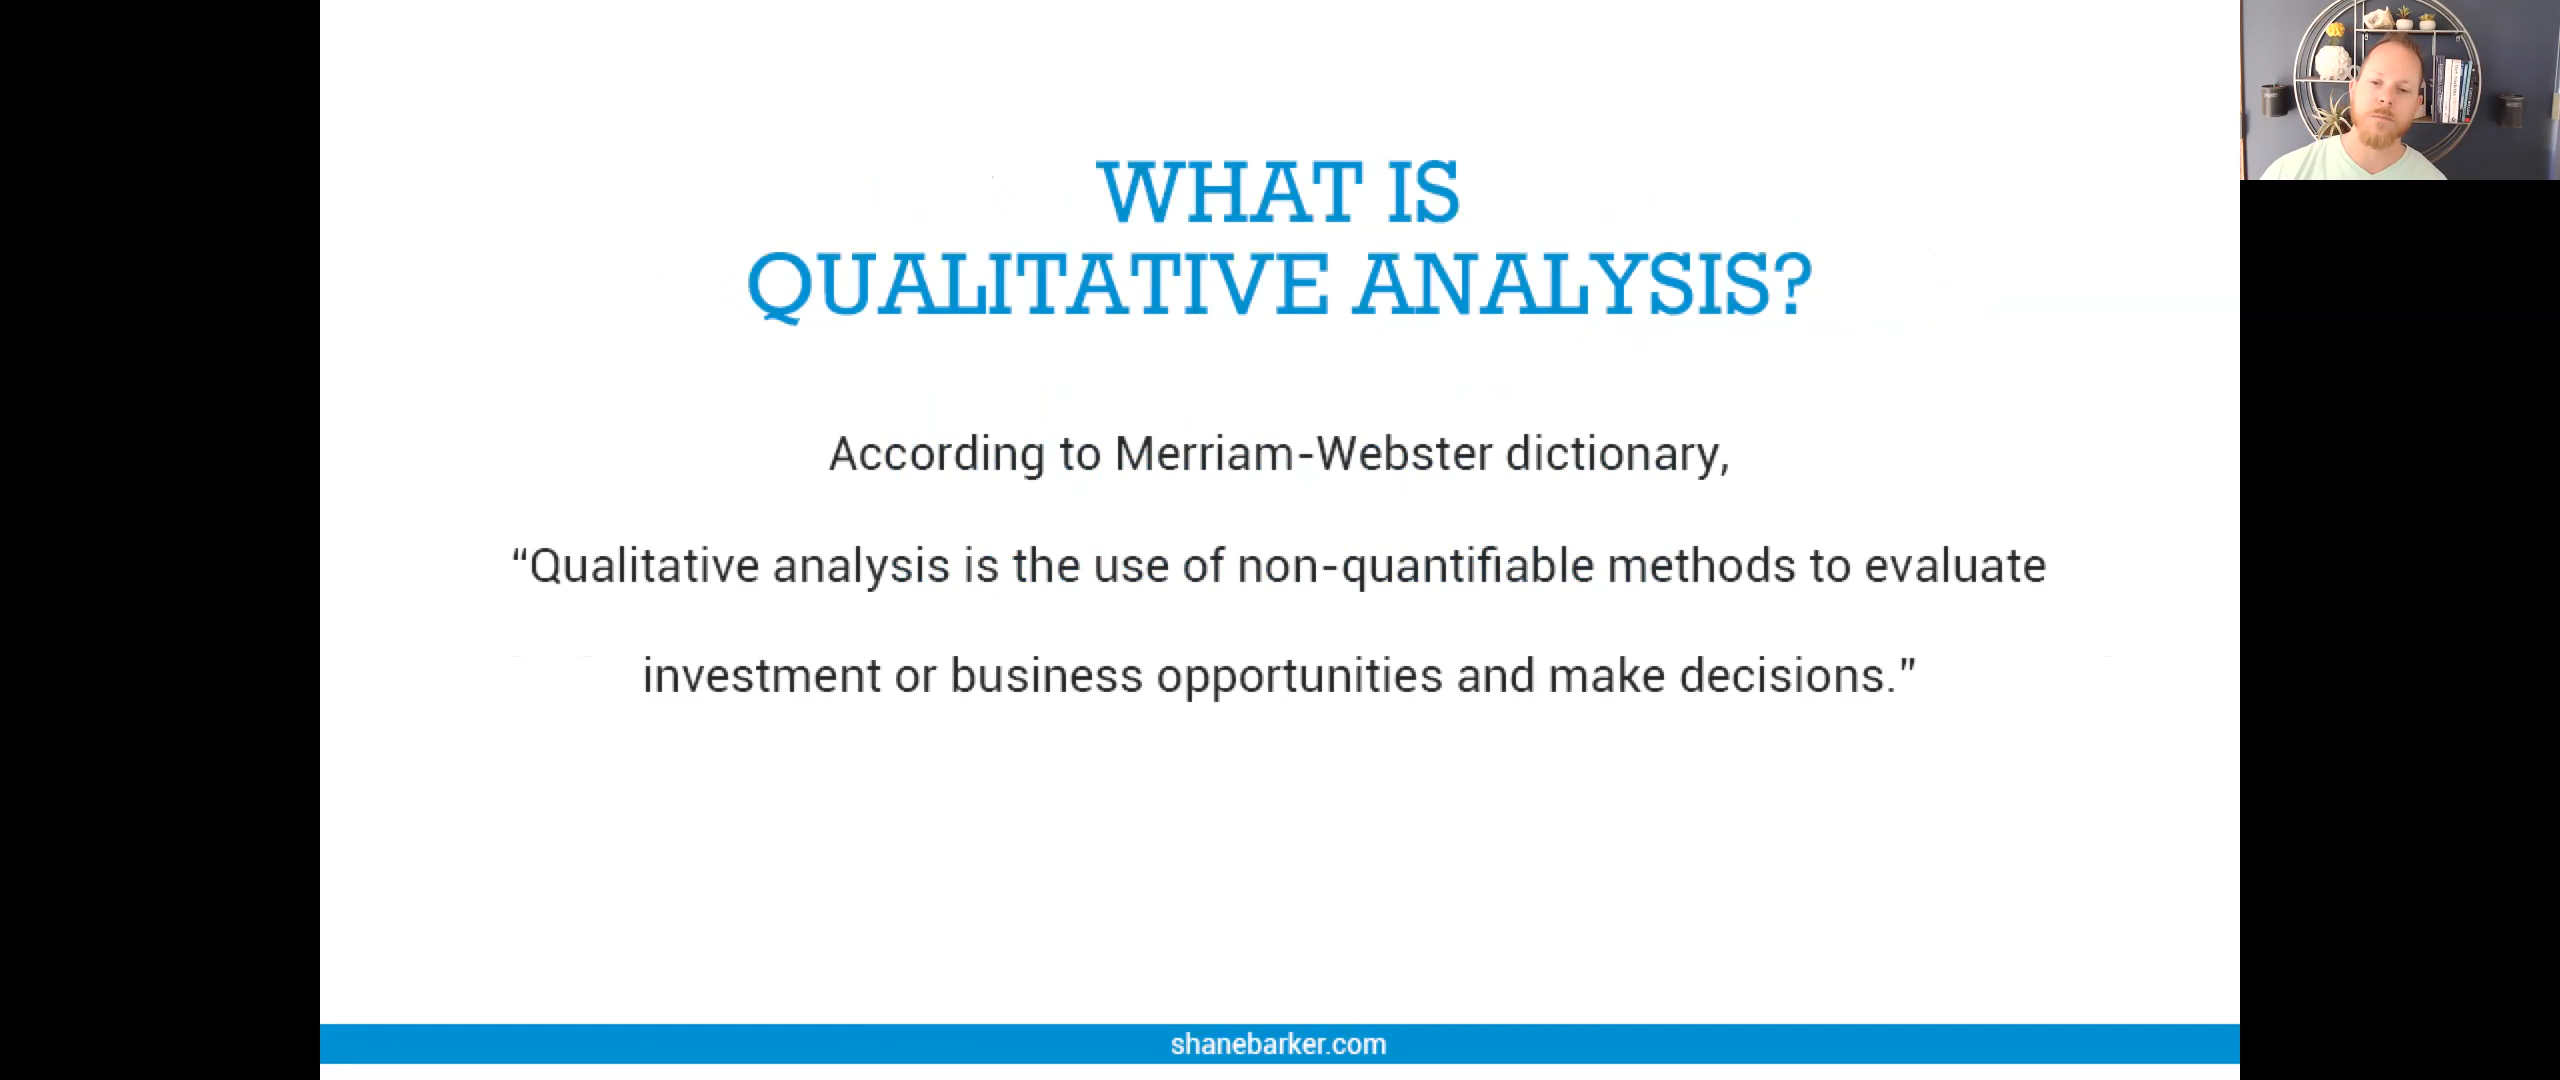 WHAT IS
QUALITATIVE ANALYSIS?
According to Merriam-Webster dictionary,
“Qualitative analysis is the use of non-quantifiable methods to evaluate
investment or business opportunities and make decisions.”
shanebarker.com